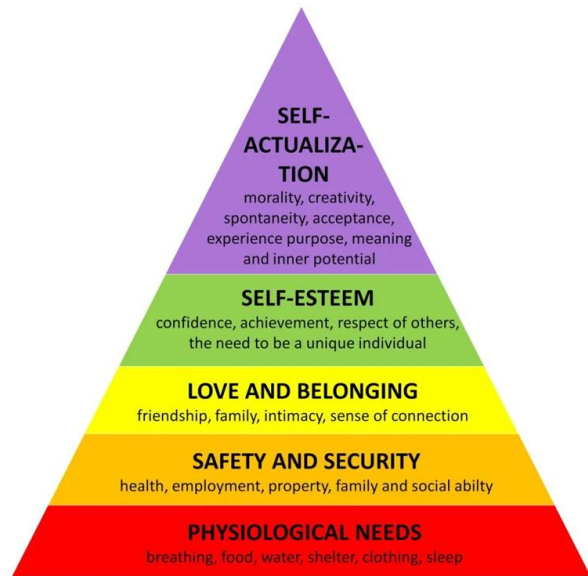 SELF-
ACTUALIZA-
TION
morality, creativity,
spontaneity, acceptance,
experience purpose, meaning
and inner potential
SELF-ESTEEM
confidence, achievement, respect of others,
the need to be a unique individual
LOVE AND BELONGING
friendship, family, intimacy, sense of connection
SAFETY AND SECURITY
health, employment, property, family and social abilty
PHYSIOLOGICAL NEEDS
breathing, food, water, shelter, clothing, sleep